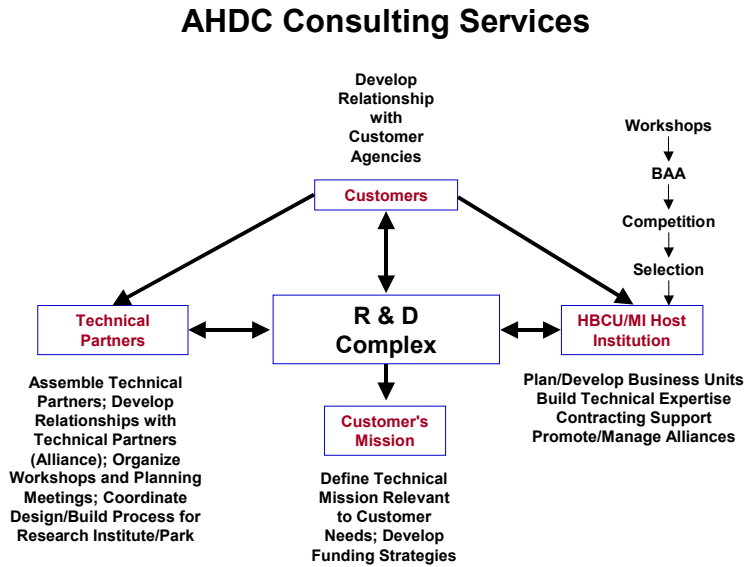 AHDC Consulting Services
Develop
Relationship
with
Customer
Agencies
Customers
Workshops
BAA
Competition
Selection
Technical
Partners
R & D
Complex
HBCU/MI Host
Institution
Assemble Technical
Partners; Develop
Relationships with
Technical Partners
(Alliance); Organize
Workshops and Planning
Meetings; Coordinate
Design/Build Process for
Research Institute/Park
Customer's
Mission
Define Technical
Mission Relevant
to Customer
Needs; Develop
Funding Strategies
Plan/Develop Business Units
Build Technical Expertise
Contracting Support
Promote/Manage Alliances